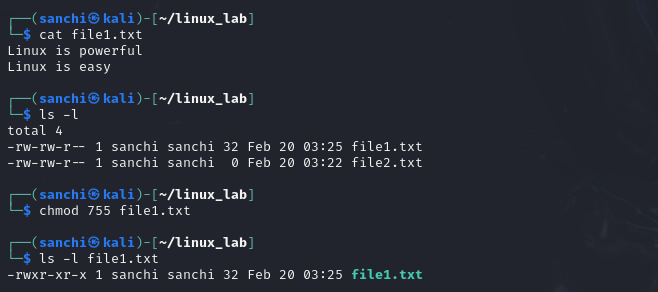 ┌──(sanchi㉿kali)-[~/linux_lab]
└─$ cat file1.txt
Linux is powerful
Linux is easy
┌──(sanchi㉿kali)-[~/linux_lab]
└─$ ls -l
total 4
-rw-rw-r-- 1 sanchi sanchi 32 Feb 20 03:25 file1.txt
-rw-rw-r-- 1 sanchi sanchi  0 Feb 20 03:22 file2.txt
┌──(sanchi㉿kali)-[~/linux_lab]
└─$ chmod 755 file1.txt
┌──(sanchi㉿kali)-[~/linux_lab]
└─$ ls -l file1.txt
-rwxr-xr-x 1 sanchi sanchi 32 Feb 20 03:25 file1.txt